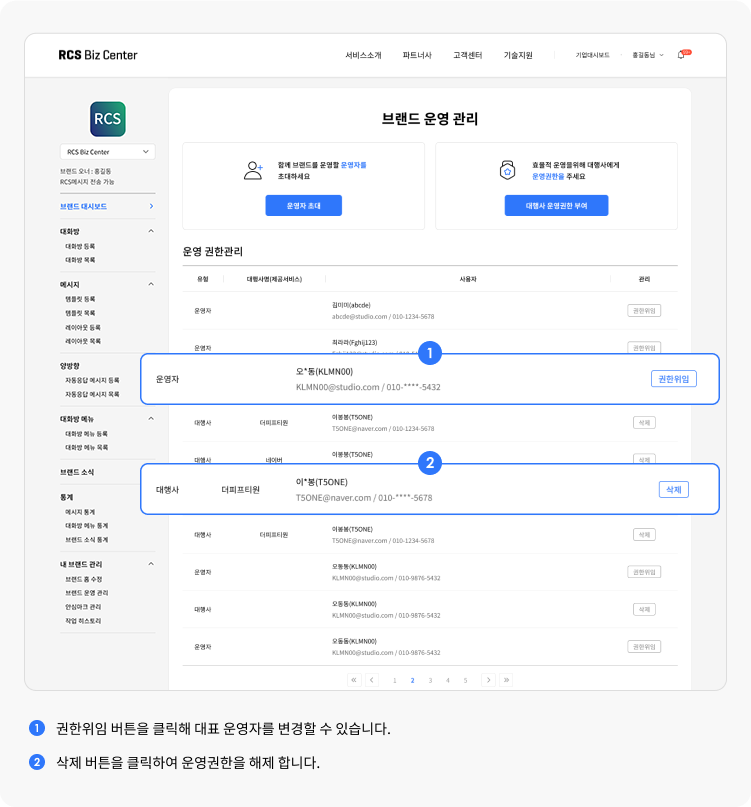 RCS Biz Center
서비스소개 파트너사 고객센터 기술지원 기업대시보드 홍길동님
RCS
RCS Biz Center
브랜드 오너 : 홍길동
RCS메시지 전송 가능
브랜드 대시보드
대화방
대화방 등록
대화방 목록
메시지
템플릿 등록
템플릿 목록
레이아웃 등록
레이아웃 목록
양방향
자동응답 메시지 등록
자동응답 메시지 목록
대화방 메뉴
대화방 메뉴 등록
대화방 메뉴 목록
브랜드 소식
통계
메시지 통계
대화방 메뉴 통계
브랜드 소식 통계
내 브랜드 관리
브랜드 홈 수정
브랜드 운영 관리
안심마크 관리
작업 히스토리
브랜드 운영 관리
함께 브랜드를 운영할 운영자를
초대하세요
운영자 초대
효율적 운영을위해 대행사에게
운영권한을 주세요
대행사 운영권한 부여
운영 권한관리
유형 대행사명(제공서비스) 사용자 관리
김미미(abcde)
운영자 권한위임
abcde@studio.com / 010-1234-5678
최라라(Fghij123)
운영자 권한위임
1
오*동(KLMN00)
운영자 권한위임
KLMN00@studio.com / 010-****-5432
이봉봉(T5ONE)
대행사 더피프티원 삭제
T5ONE@naver.com / 010-1234-5678
이봉봉(T5ONE)
대행사 네이버 삭제
2
이*봉(T5ONE)
대행사 더피프티원 삭제
T5ONE@naver.com / 010-****-5678
이봉봉(T5ONE)
대행사 더피프티원 삭제
T5ONE@naver.com / 010-1234-5678
오동동(KLMN00)
운영자 권한위임
KLMN00@studio.com / 010-9876-5432
오동동(KLMN00)
대행사 삭제
KLMN00@studio.com / 010-9876-5432
오동동(KLMN00)
운영자 권한위임
KLMN00@studio.com / 010-9876-5432
« < 1 2 3 4 5 > »
1 권한위임 버튼을 클릭해 대표 운영자를 변경할 수 있습니다.
2 삭제 버튼을 클릭하여 운영권한을 해제 합니다.